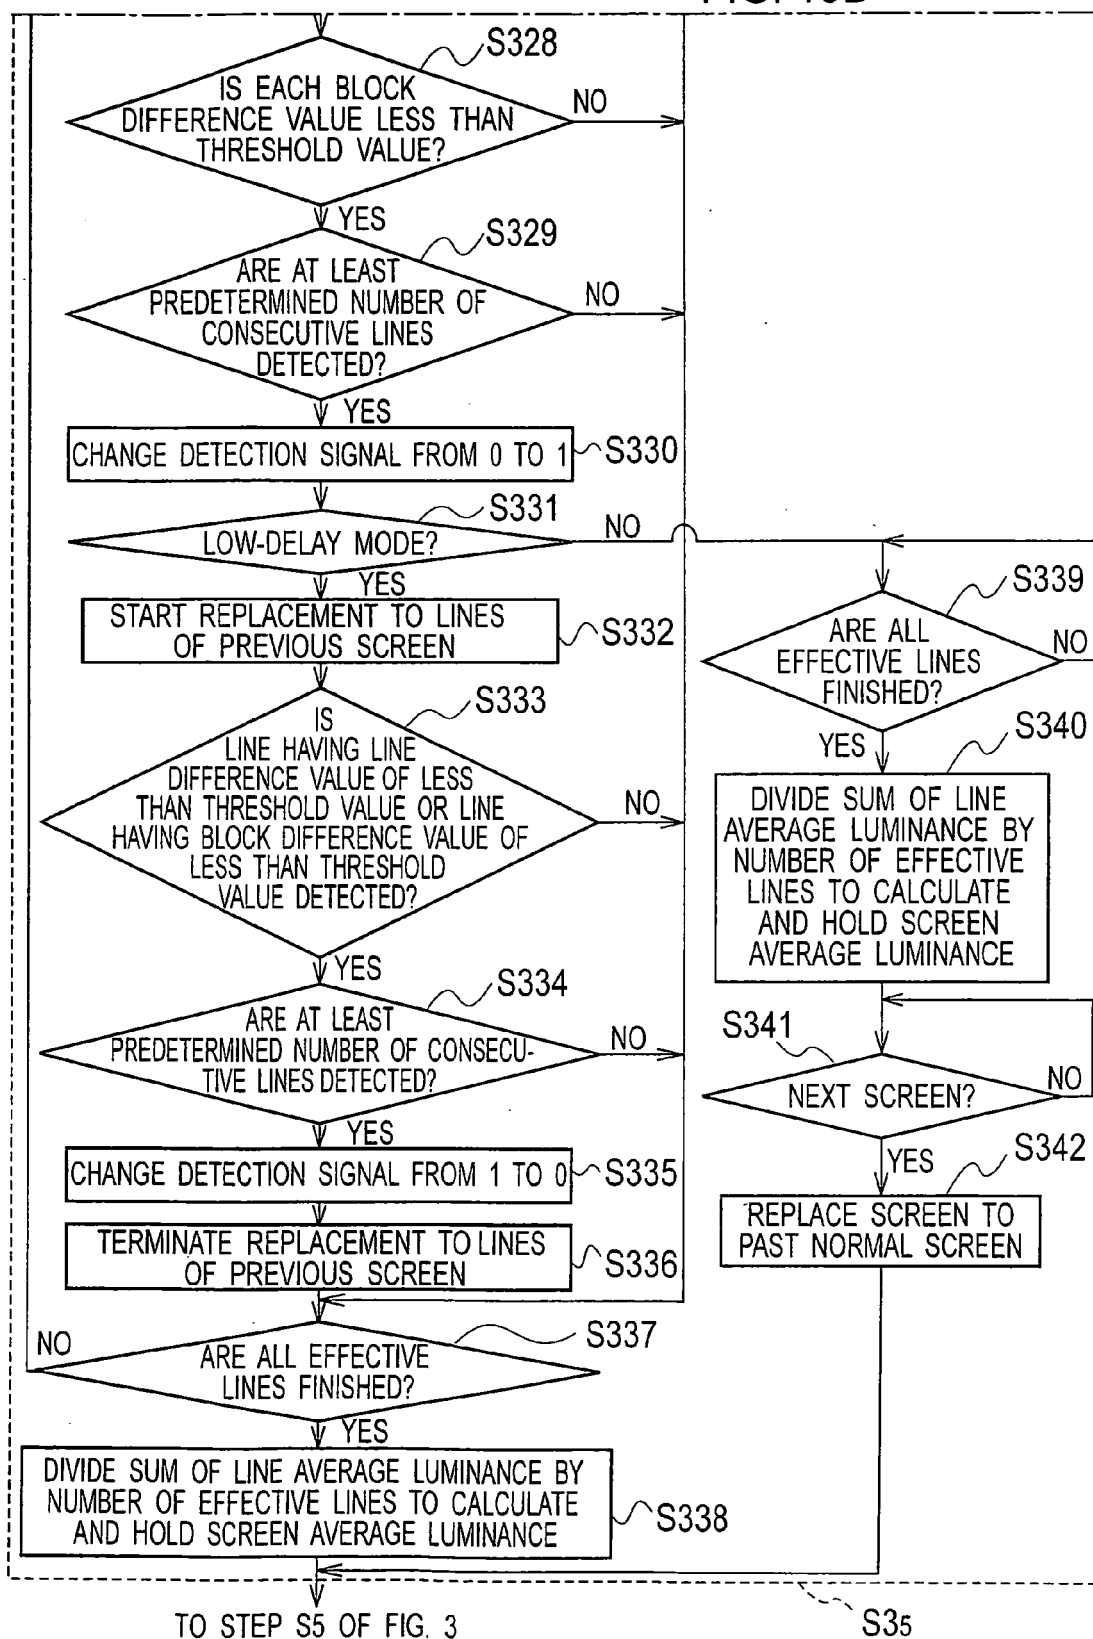 S328
IS EACH BLOCK
DIFFERENCE VALUE LESS THAN
THRESHOLD VALUE?
NO
YES
S329
ARE AT LEAST
PREDETERMINED NUMBER OF
CONSECUTIVE LINES
DETECTED?
NO
YES
CHANGE DETECTION SIGNAL FROM 0 TO 1
S330
S331
LOW-DELAY MODE?
NO
YES
START REPLACEMENT TO LINES
OF PREVIOUS SCREEN
S332
S333
IS
LINE HAVING LINE
DIFFERENCE VALUE OF LESS
THAN THRESHOLD VALUE OR LINE
HAVING BLOCK DIFFERENCE VALUE OF
LESS THAN THRESHOLD
VALUE DETECTED?
NO
YES
S334
ARE AT LEAST
PREDETERMINED NUMBER OF CONSECU-
TIVE LINES DETECTED?
NO
YES
CHANGE DETECTION SIGNAL FROM 1 TO 0
S335
TERMINATE REPLACEMENT TO LINES
OF PREVIOUS SCREEN
S336
S337
NO
ARE ALL EFFECTIVE
LINES FINISHED?
YES
DIVIDE SUM OF LINE AVERAGE LUMINANCE BY
NUMBER OF EFFECTIVE LINES TO CALCULATE
AND HOLD SCREEN AVERAGE LUMINANCE
S338
TO STEP S5 OF FIG. 3
S339
ARE ALL
EFFECTIVE LINES
FINISHED?
NO
YES
S340
DIVIDE SUM OF LINE
AVERAGE LUMINANCE BY
NUMBER OF EFFECTIVE
LINES TO CALCULATE
AND HOLD SCREEN
AVERAGE LUMINANCE
S341
NEXT SCREEN?
NO
YES
S342
REPLACE SCREEN TO
PAST NORMAL SCREEN
S35